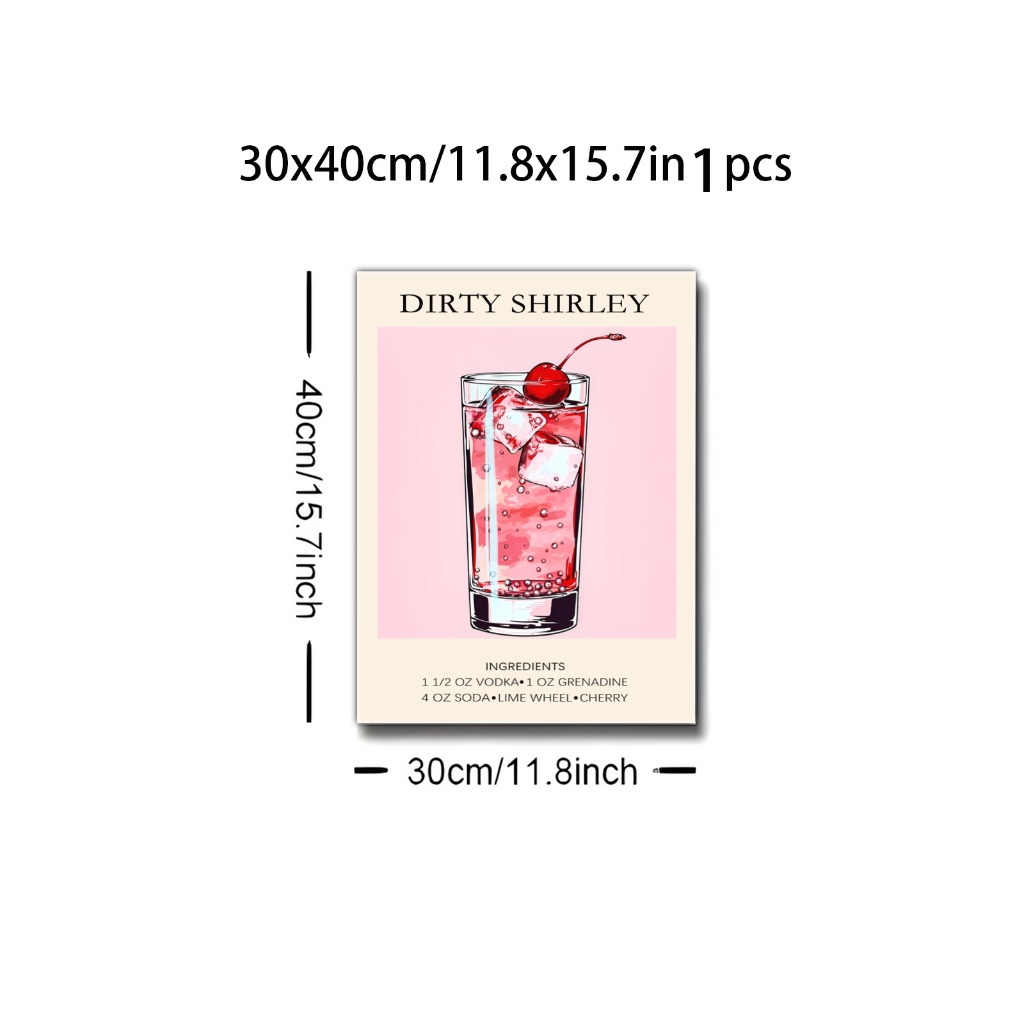 30x40cm/11.8x15.7in 1 pcs
DIRTY SHIRLEY
40cm/15.7inch
INGREDIENTS
1 1/2 OZ VODKA•1 OZ GRENADINE
4 OZ SODA•LIME WHEEL•CHERRY
30cm/11.8inch